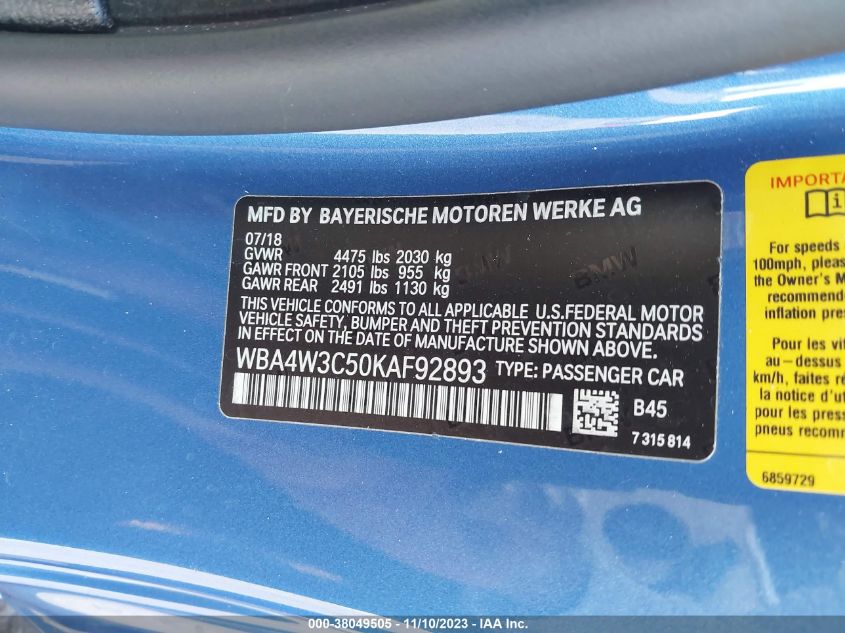 MFD BY BAYERISCHE MOTOREN WERKE AG
07/18
GVWR 4475 lbs 2030 kg
GAWR FRONT 2105 lbs 955 kg
GAWR REAR 2491 lbs 1130 kg
THIS VEHICLE CONFORMS TO ALL APPLICABLE U.S.FEDERAL MOTOR
VEHICLE SAFETY, BUMPER AND THEFT PREVENTION STANDARDS
IN EFFECT ON THE DATE OF MANUFACTURE SHOWN ABOVE.
WBA4W3C50KAF92893 TYPE: PASSENGER CAR
B45
7 315 814
BMW
BMW
IMPORTA
For speeds
100mph, pleas
the Owner's M
recommend
inflation pres
Pour les vit
au-dessus
km/h, faites r
la notice d'ut
pour les press
pneus recomm
6859729
000-38049505 - 11/10/2023 - IAAI.com